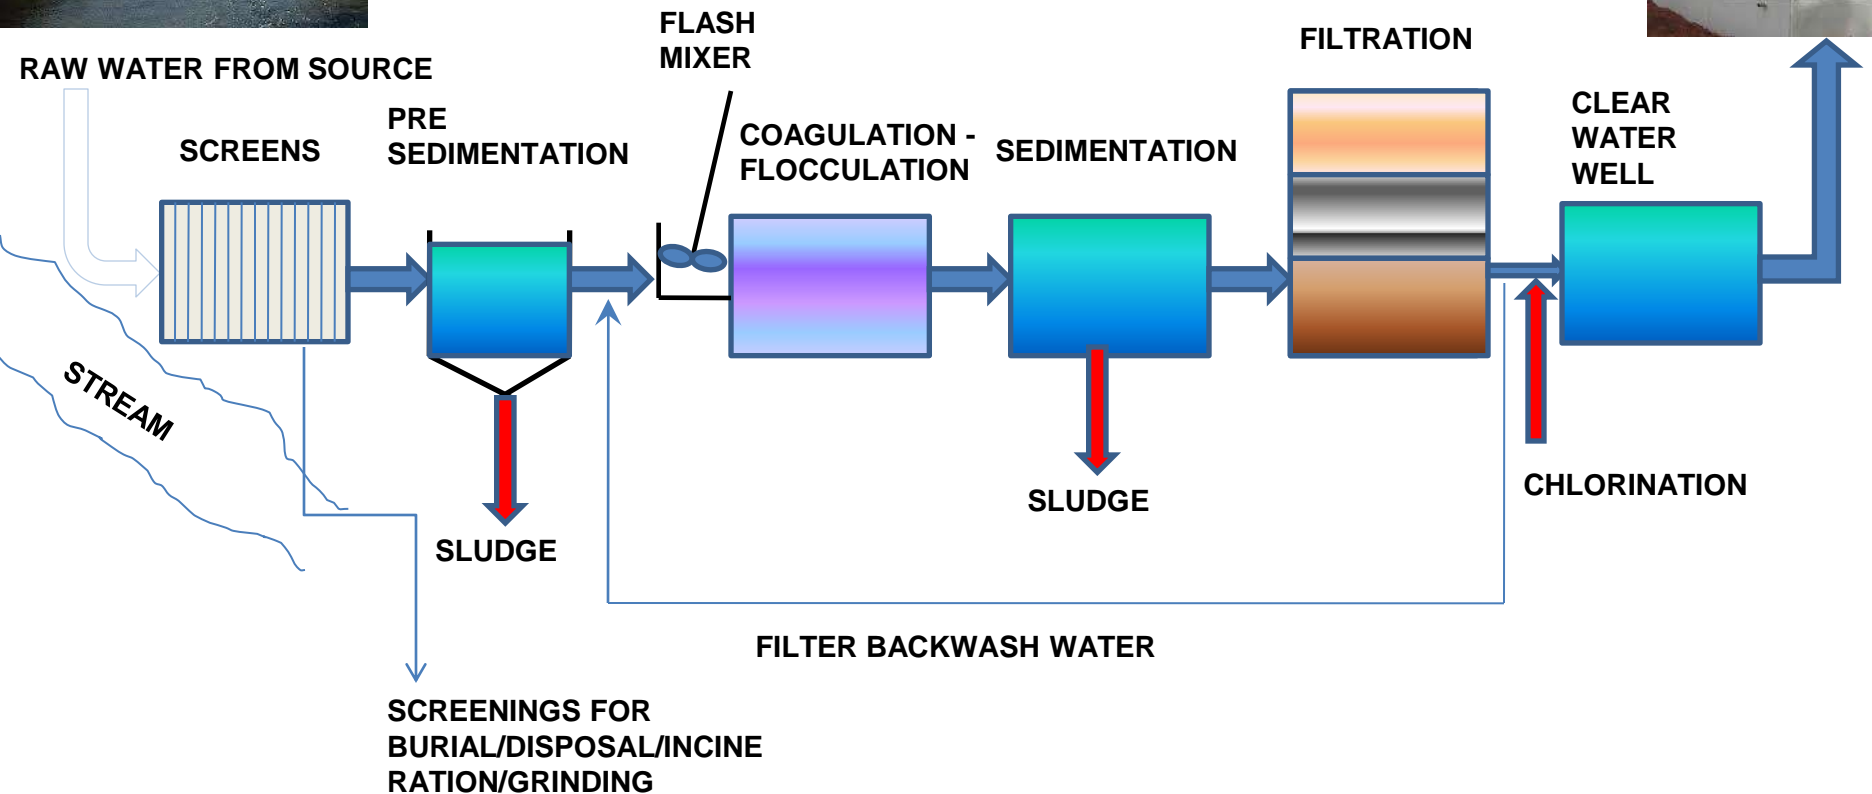 RAW WATER FROM SOURCE
SCREENS
PRE
SEDIMENTATION
FLASH
MIXER
COAGULATION -
FLOCCULATION
SEDIMENTATION
FILTRATION
CLEAR
WATER
WELL
STREAM
SLUDGE
SLUDGE
CHLORINATION
FILTER BACKWASH WATER
SCREENINGS FOR
BURIAL/DISPOSAL/INCINE
RATION/GRINDING